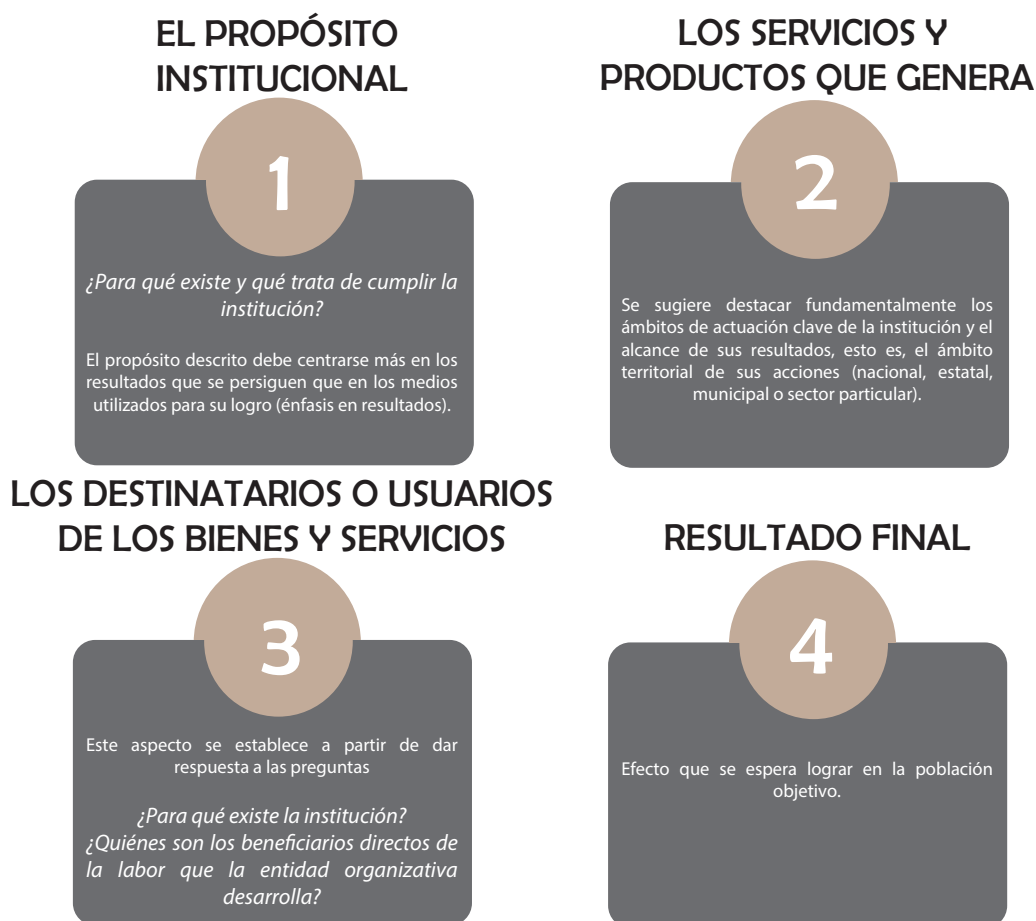 EL PROPÓSITO
INSTITUCIONAL
1
¿Para qué existe y qué trata de cumplir la
institución?
El propósito descrito debe centrarse más en los
resultados que se persiguen que en los medios
utilizados para su logro (énfasis en resultados).
LOS SERVICIOS Y
PRODUCTOS QUE GENERA
2
Se sugiere destacar fundamentalmente los
ámbitos de actuación clave de la institución y el
alcance de sus resultados, esto es, el ámbito
territorial de sus acciones (nacional, estatal,
municipal o sector particular).
LOS DESTINATARIOS O USUARIOS
DE LOS BIENES Y SERVICIOS
3
Este aspecto se establece a partir de dar
respuesta a las preguntas
¿Para qué existe la institución?
¿Quiénes son los beneficiarios directos de
la labor que la entidad organizativa
desarrolla?
RESULTADO FINAL
4
Efecto que se espera lograr en la población
objetivo.